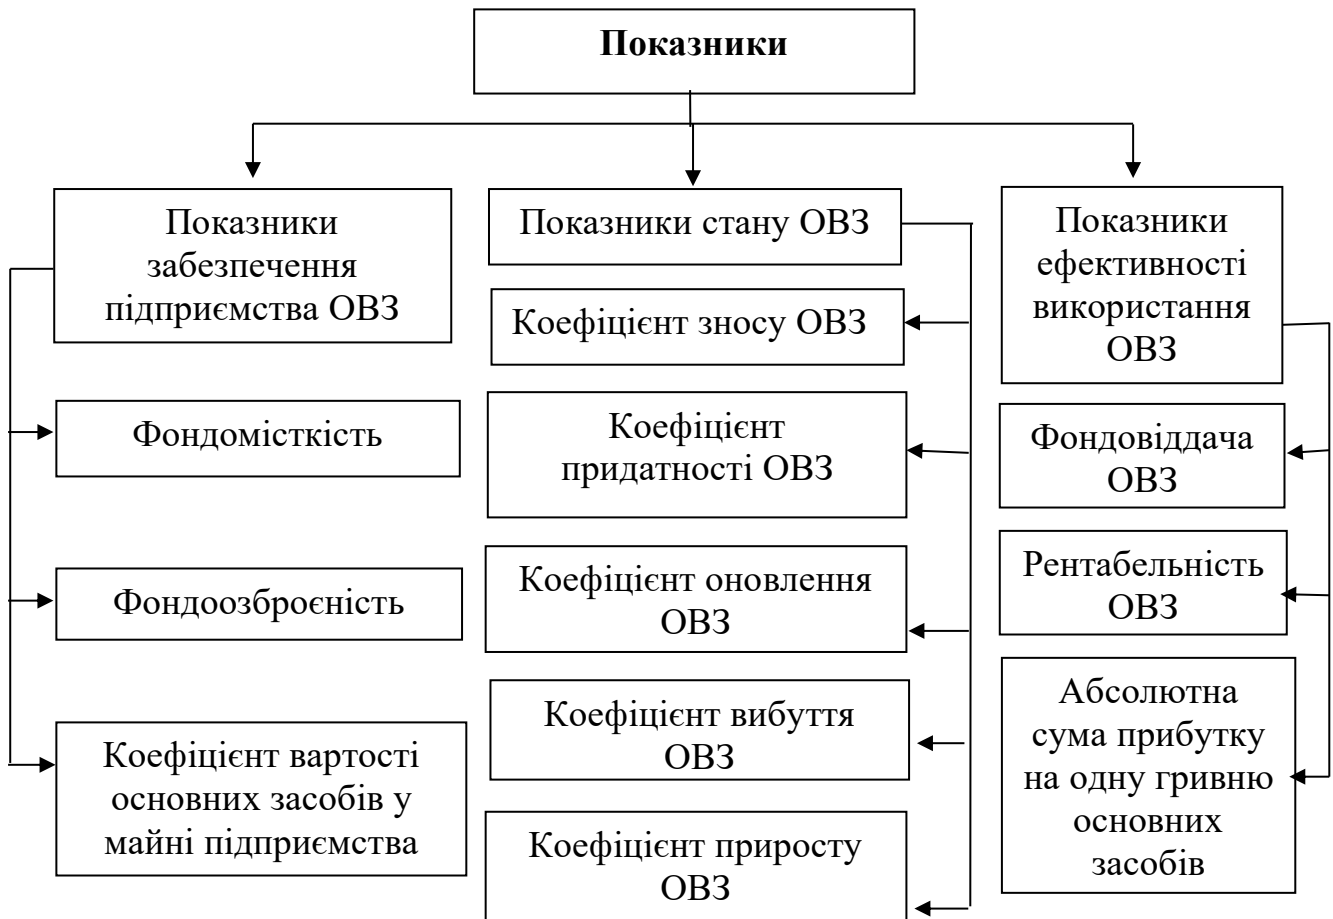 Показники
Показники
забезпечення
підприємства ОВЗ
Фондомісткість
Фондоозброєність
Коефіцієнт вартості
основних засобів у
майні підприємства
Показники стану ОВЗ
Коефіцієнт зносу ОВЗ
Коефіцієнт
придатності ОВЗ
Коефіцієнт оновлення
ОВЗ
Коефіцієнт вибуття
ОВЗ
Коефіцієнт приросту
ОВЗ
Показники
ефективності
використання
ОВЗ
Фондовіддача
ОВЗ
Рентабельність
ОВЗ
Абсолютна
сума прибутку
на одну гривню
основних
засобів